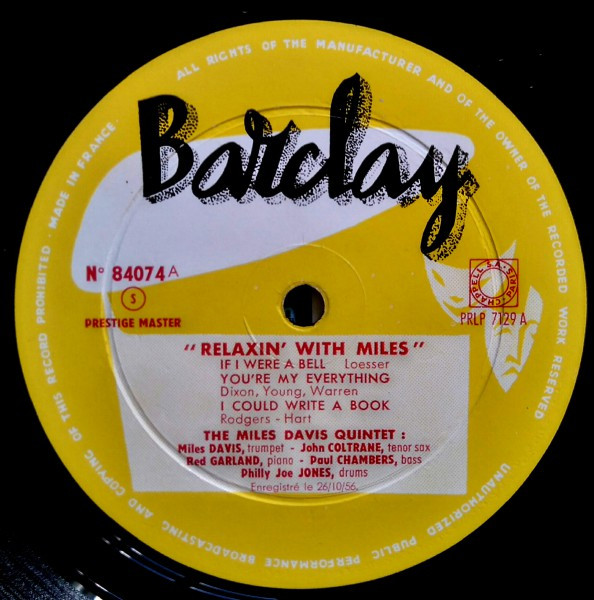 ALL RIGHTS OF THE MANUFACTURER AND OF THE OWNER OF THE RECORDED WORK RESERVED
UNAUTHORIZED PUBLIC PERFORMANCE BROADCASTING AND COPYING OF THIS RECORD PROHIBITED · MADE IN FRANCE
Barclay
N° 84074 A
S
PRESTIGE MASTER
CHAPPELL S.A. PARIS
PRLP 7129 A
"RELAXIN' WITH MILES"
IF I WERE A BELL Loesser
YOU'RE MY EVERYTHING
Dixon, Young, Warren
I COULD WRITE A BOOK
Rodgers - Hart
THE MILES DAVIS QUINTET :
Miles DAVIS, trumpet - John COLTRANE, tenor sax
Red GARLAND, piano - Paul CHAMBERS, bass
Philly Joe JONES, drums
Enregistré le 26/10/56.